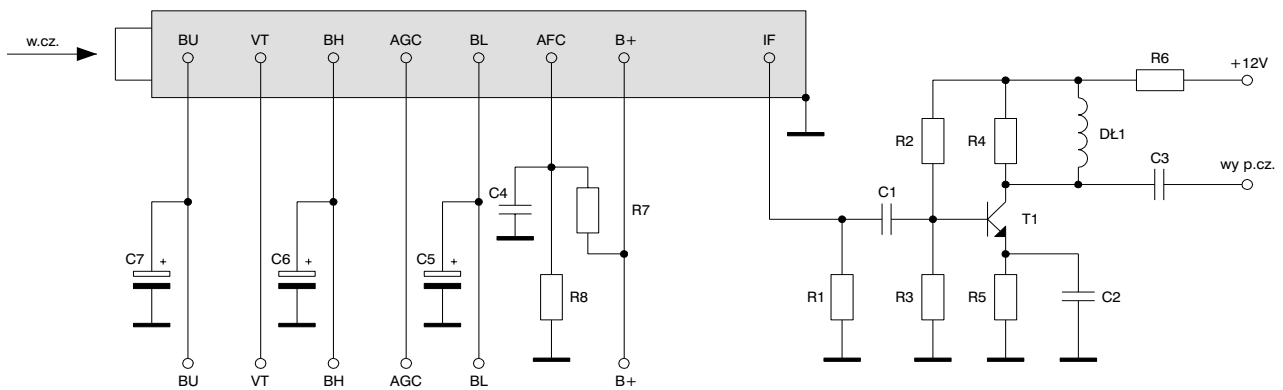 w.cz.
BU VT BH AGC BL AFC B+ IF
R6 +12V
R2 R4 DŁ1
C4 C1 C3 wy p.cz.
R7 T1
C7 + C6 + C5 +
R8 R1 R3 R5 C2
BU VT BH AGC BL B+